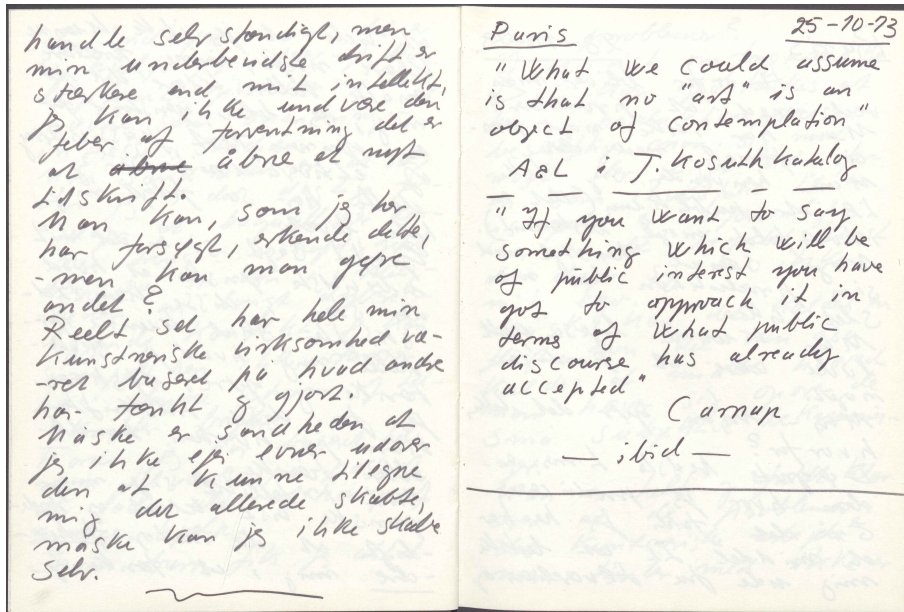 handle selvstændigt, men
min underbevidste drift er
stærkere end mit intellekt,
jeg kan ikke undvære den
feber af forventning det er
at åbne et nyt
tidskrift.
Man kan, som jeg her
har forsøgt, erkende dette,
- men kan man gøre
andet?
Reelt set har hele min
kunstneriske virksomhed væ-
-ret baseret på hvad andre
har tænkt & gjort.
Måske er sandheden at
jeg ikke ejer evner udover
den at kunne tilegne
mig det allerede skabte,
måske kan jeg ikke skabe
selv.
Paris 25-10-73
"What we could assume
is that no "art" is an
object of contemplation"
A&L i J. Kosuth Katalog
"If you want to say
something which will be
of public interest you have
got to approach it in
terms of what public
discourse has already
accepted"
Carnap
— ibid —